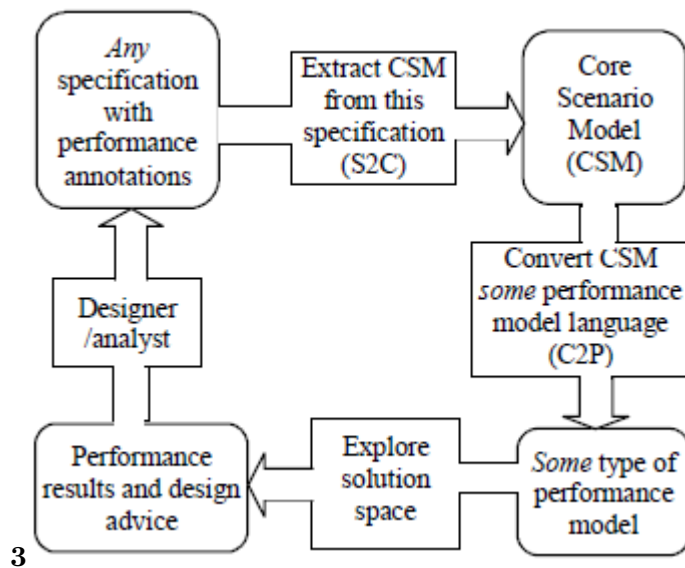 Any
specification
with
performance
annotations
Extract CSM
from this
specification
(S2C)
Core
Scenario
Model
(CSM)
Convert CSM
some performance
model language
(C2P)
Some type of
performance
model
Explore
solution
space
Performance
results and design
advice
Designer
/analyst
3